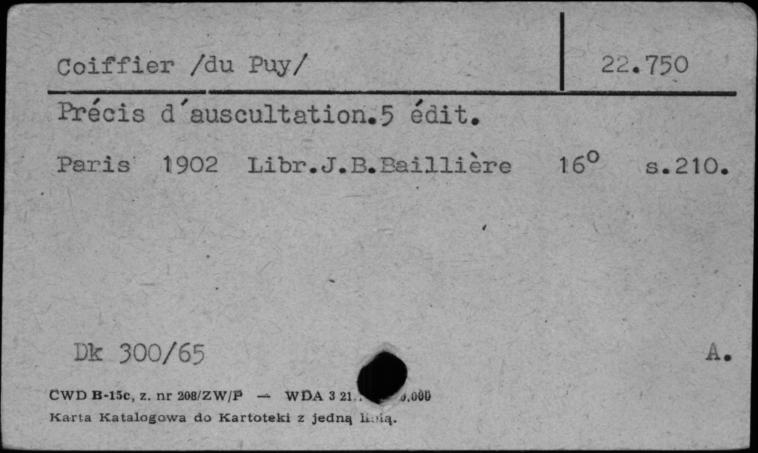 Coiffier /du Puy/ 22.750
Précis d'auscultation.5 édit.
Paris 1902 Libr.J.B.Baillière 16° s.210.
Dk 300/65 A.
CWD B-15c, z. nr 208/ZW/P — WDA 3 21
Karta Katalogowa do Kartoteki z jedną linią.